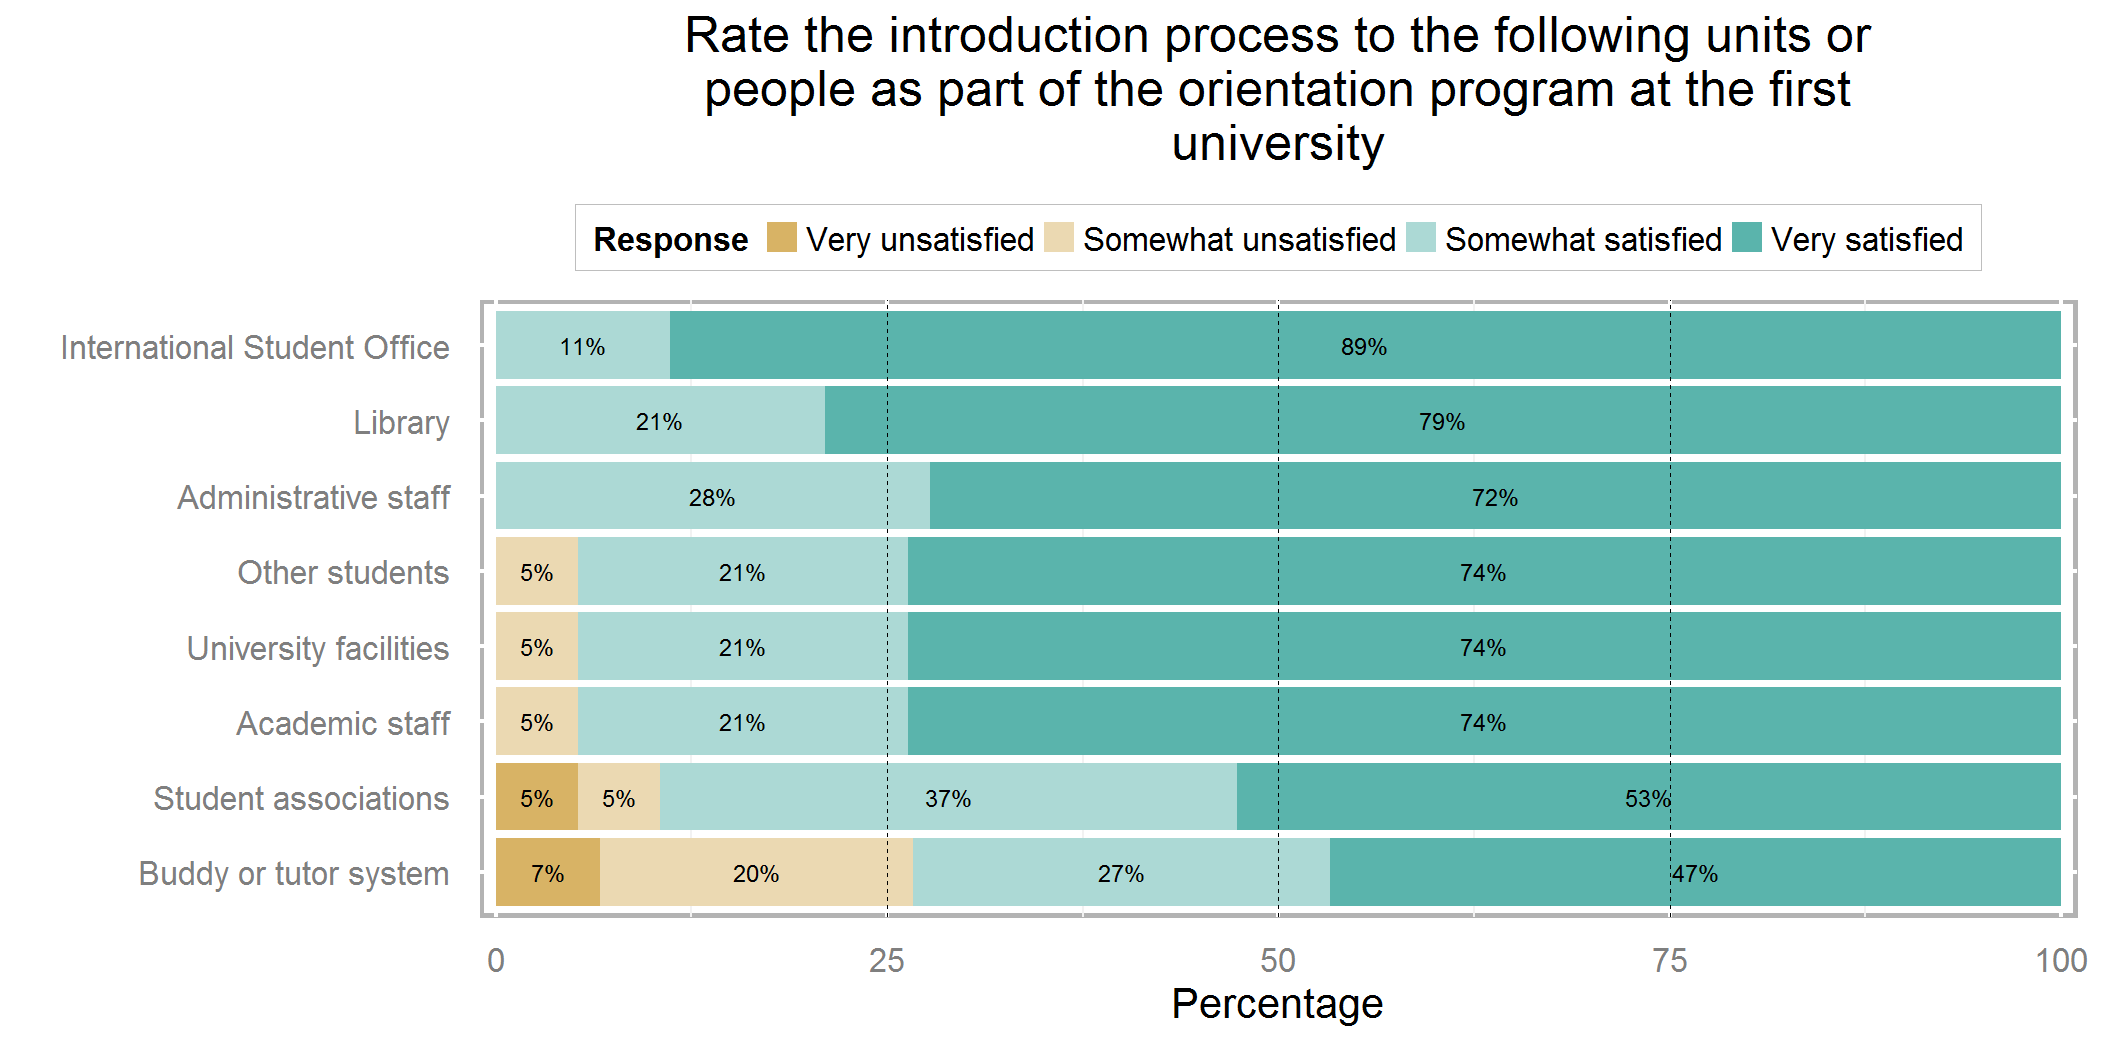 Rate the introduction process to the following units or
people as part of the orientation program at the first
university
Response Very unsatisfied Somewhat unsatisfied Somewhat satisfied Very satisfied
International Student Office 11% 89%
Library 21% 79%
Administrative staff 28% 72%
Other students 5% 21% 74%
University facilities 5% 21% 74%
Academic staff 5% 21% 74%
Student associations 5% 5% 37% 53%
Buddy or tutor system 7% 20% 27% 47%
0 25 50 75 100
Percentage